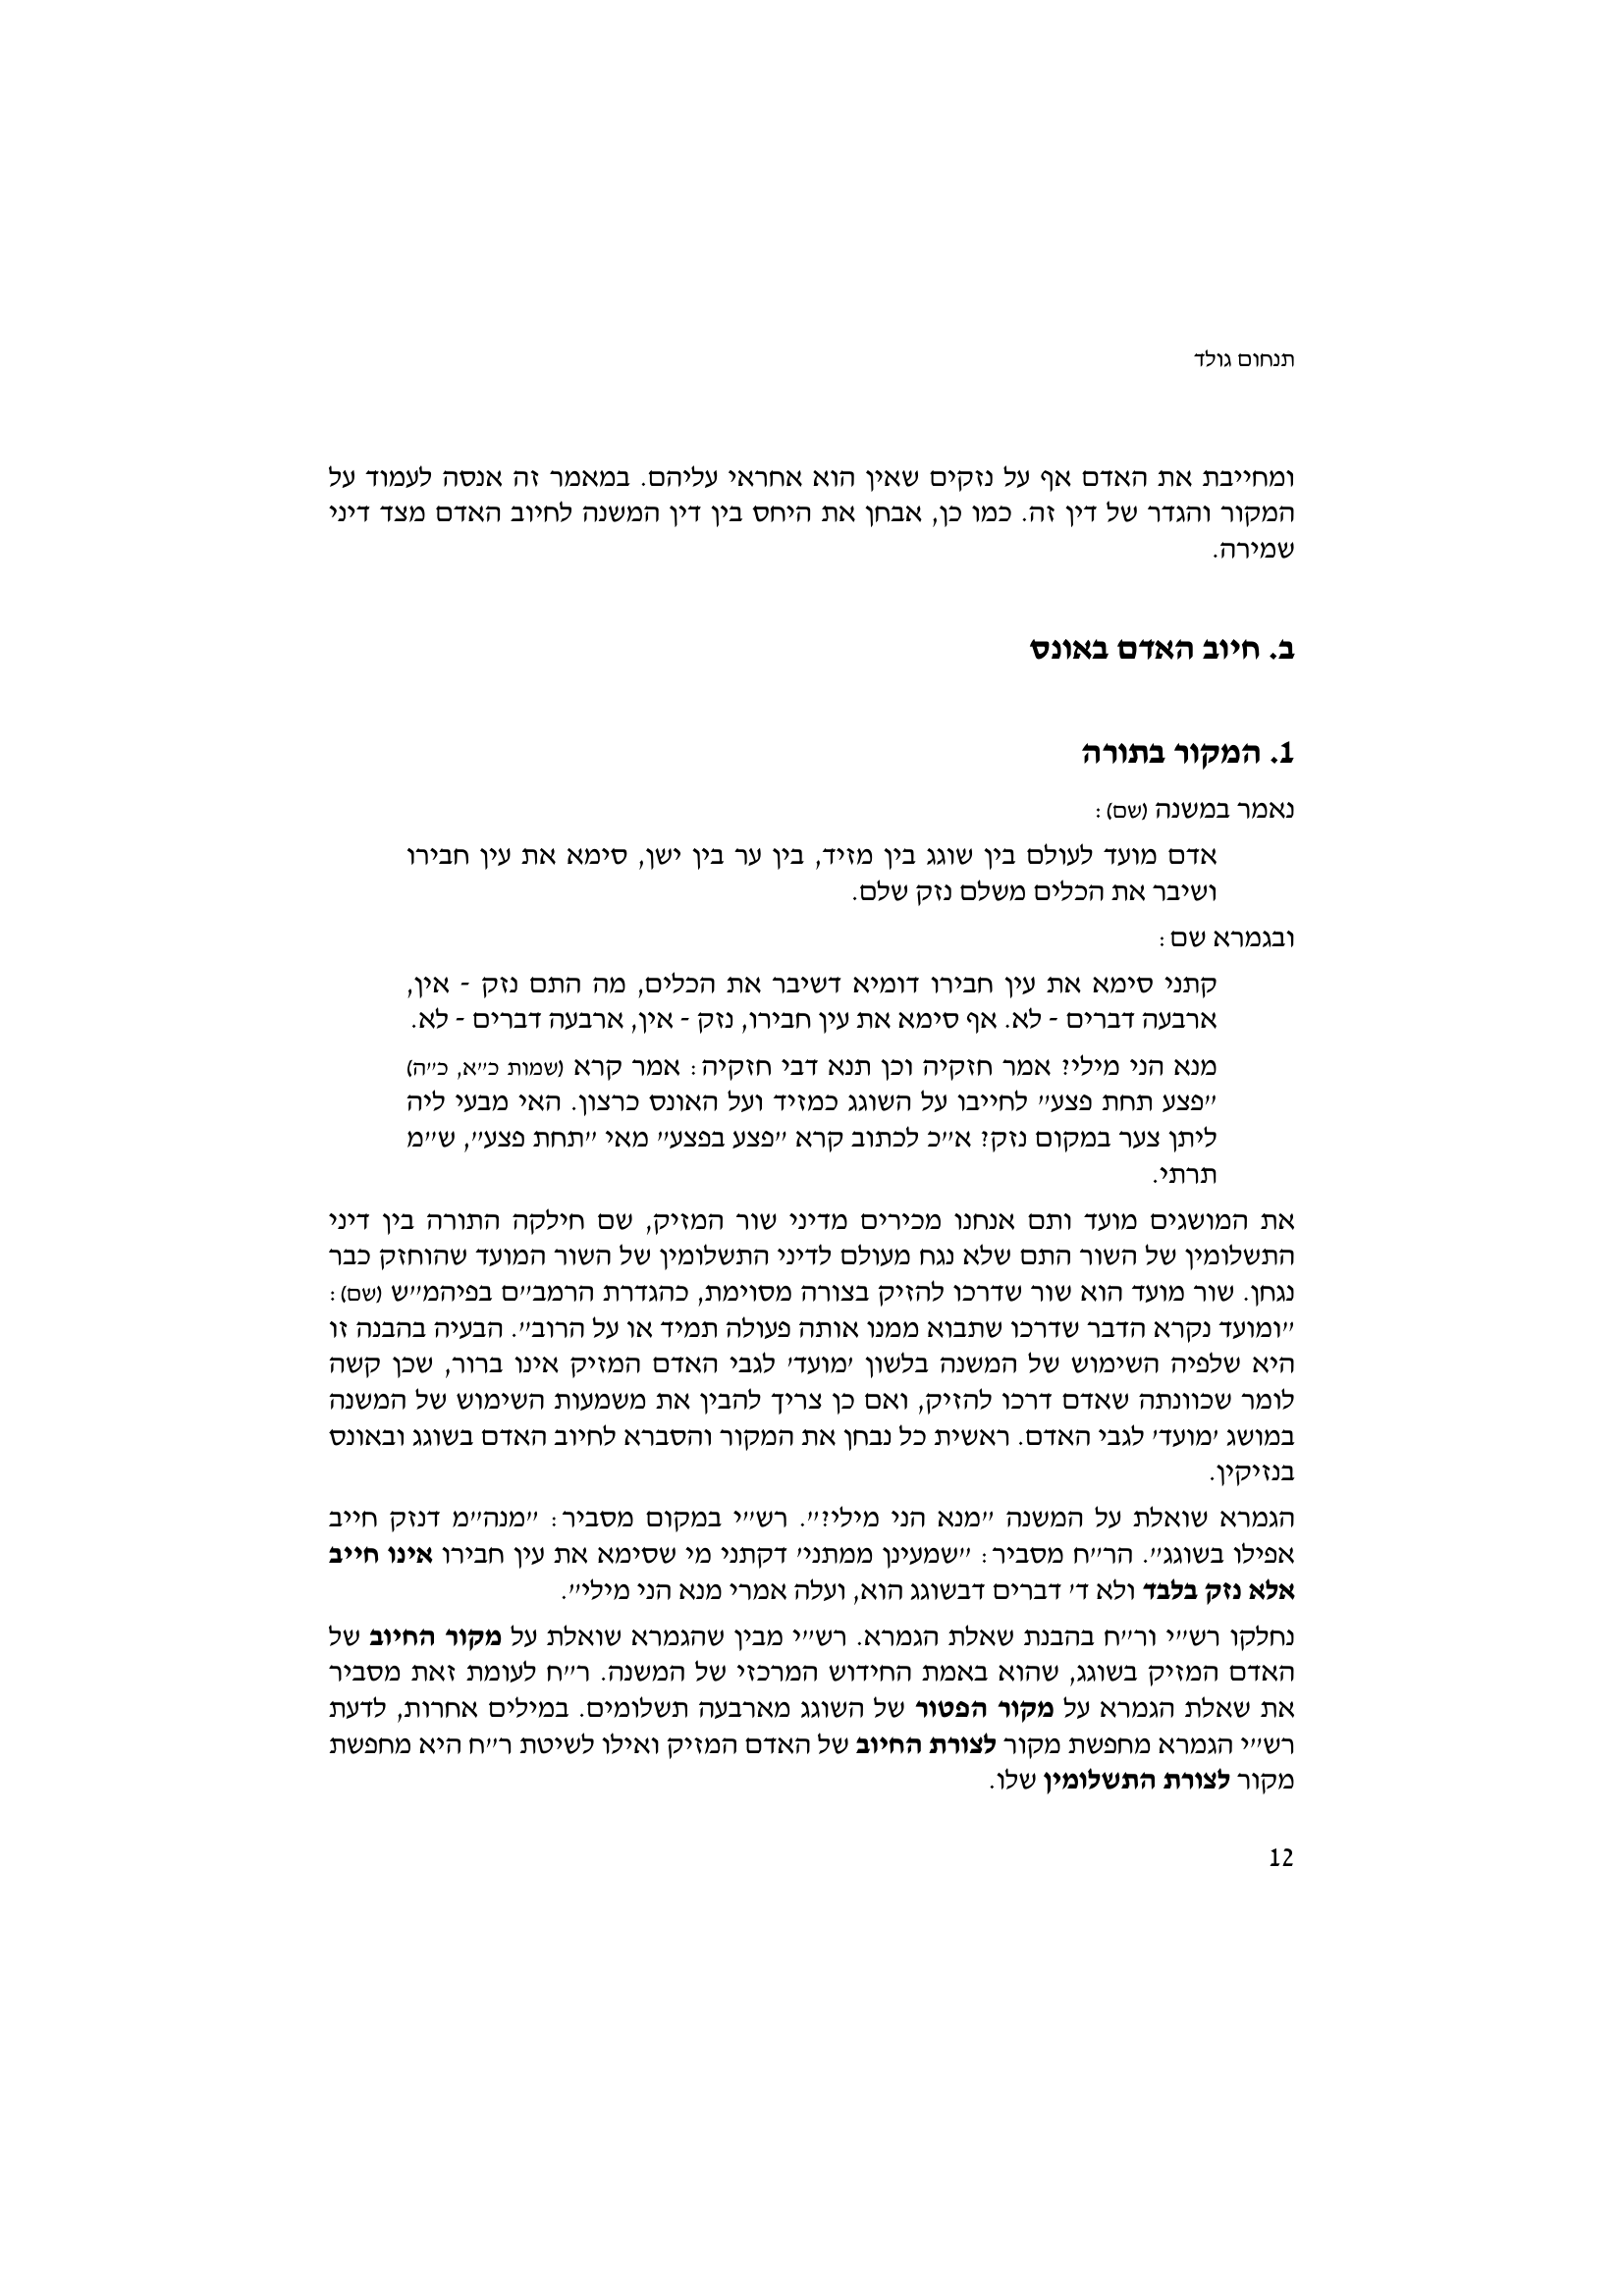 תנחום גולד
ומחייבת את האדם אף על נזקים שאין הוא אחראי עליהם. במאמר זה אנסה לעמוד על
המקור והגדר של דין זה. כמו כן, אבחן את היחס בין דין המשנה לחיוב האדם מצד דיני
שמירה.
ב. חיוב האדם באונס
1. המקור בתורה
נאמר במשנה (שם):
אדם מועד לעולם בין שוגג בין מזיד, בין ער בין ישן, סימא את עין חבירו
ושיבר את הכלים משלם נזק שלם.
ובגמרא שם:
קתני סימא את עין חבירו דומיא דשיבר את הכלים, מה התם נזק - אין,
ארבעה דברים - לא. אף סימא את עין חבירו, נזק - אין, ארבעה דברים - לא.
מנא הני מילי? אמר חזקיה וכן תנא דבי חזקיה: אמר קרא (שמות כ״א, כ״ה)
״פצע תחת פצע״ לחייבו על השוגג כמזיד ועל האונס כרצון. האי מבעי ליה
ליתן צער במקום נזק? א״כ לכתוב קרא ״פצע בפצע״ מאי ״תחת פצע״, ש״מ
תרתי.
את המושגים מועד ותם אנחנו מכירים מדיני שור המזיק, שם חילקה התורה בין דיני
התשלומין של השור התם שלא נגח מעולם לדיני התשלומין של השור המועד שהוחזק כבר
נגחן. שור מועד הוא שור שדרכו להזיק בצורה מסוימת, כהגדרת הרמב״ם בפיהמ״ש (שם):
״ומועד נקרא הדבר שדרכו שתבוא ממנו אותה פעולה תמיד או על הרוב״. הבעיה בהבנה זו
היא שלפיה השימוש של המשנה בלשון ׳מועד׳ לגבי האדם המזיק אינו ברור, שכן קשה
לומר שכוונתה שאדם דרכו להזיק, ואם כן צריך להבין את משמעות השימוש של המשנה
במושג ׳מועד׳ לגבי האדם. ראשית כל נבחן את המקור והסברא לחיוב האדם בשוגג ובאונס
בנזיקין.
הגמרא שואלת על המשנה ״מנא הני מילי?״. רש״י במקום מסביר: ״מנה״מ דנזק חייב
אפילו בשוגג״. הר״ח מסביר: ״שמעינן ממתני׳ דקתני מי שסימא את עין חבירו אינו חייב
אלא נזק בלבד ולא ד׳ דברים דבשוגג הוא, ועלה אמרי מנא הני מילי״.
נחלקו רש״י ור״ח בהבנת שאלת הגמרא. רש״י מבין שהגמרא שואלת על מקור החיוב של
האדם המזיק בשוגג, שהוא באמת החידוש המרכזי של המשנה. ר״ח לעומת זאת מסביר
את שאלת הגמרא על מקור הפטור של השוגג מארבעה תשלומים. במילים אחרות, לדעת
רש״י הגמרא מחפשת מקור לצורת החיוב של האדם המזיק ואילו לשיטת ר״ח היא מחפשת
מקור לצורת התשלומין שלו.
12